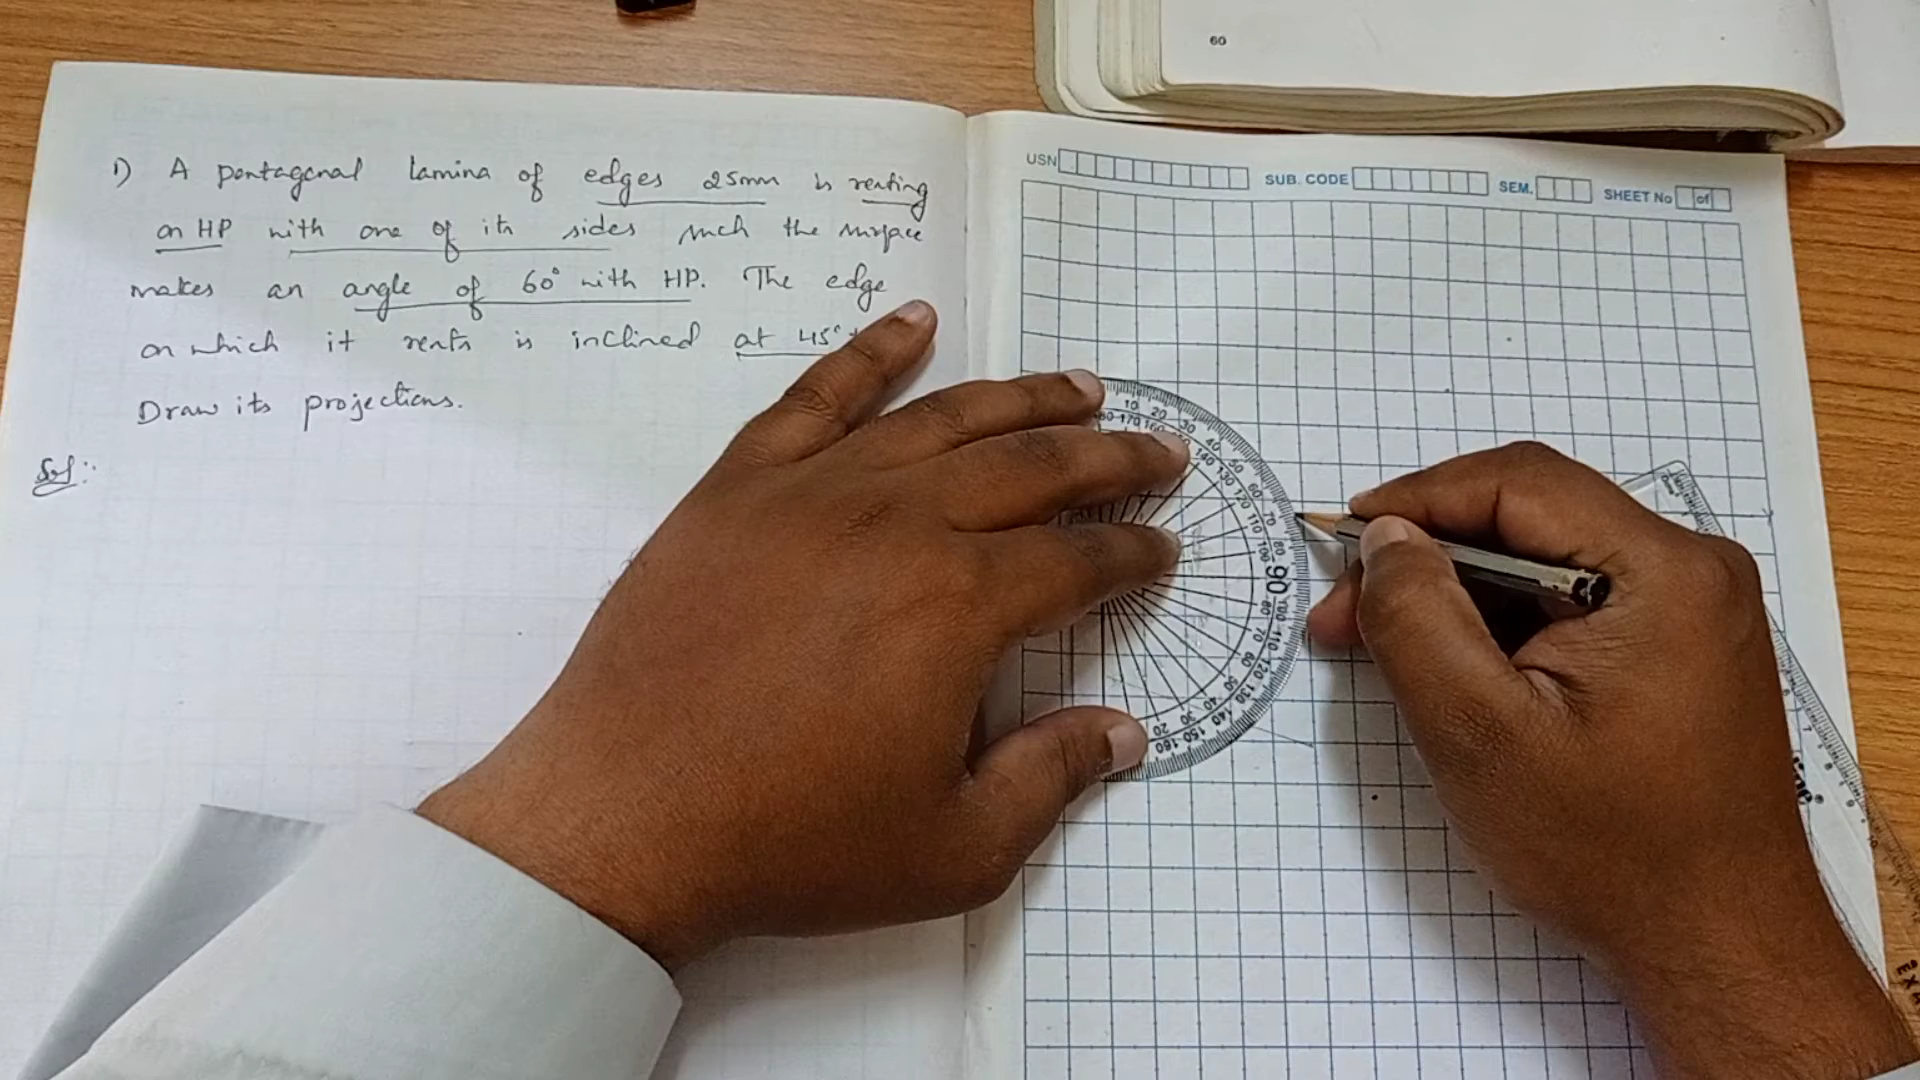 1) A pentagonal lamina of edges 25mm is resting
on HP with one of its sides such the surface
makes an angle of 60° with HP. The edge
on which it rests is inclined at 45°
Draw its projections.
Sol:
60
USN
SUB. CODE
SEM.
SHEET No of
90